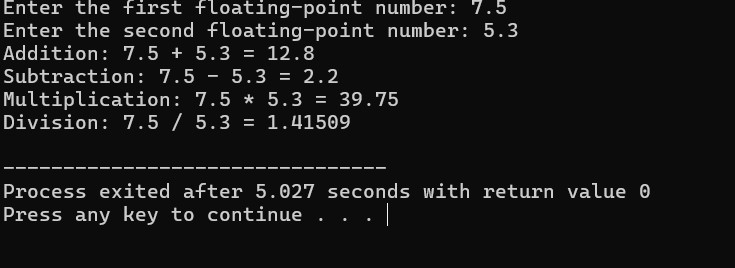 Enter the first floating-point number: 7.5
Enter the second floating-point number: 5.3
Addition: 7.5 + 5.3 = 12.8
Subtraction: 7.5 - 5.3 = 2.2
Multiplication: 7.5 * 5.3 = 39.75
Division: 7.5 / 5.3 = 1.41509
--------------------------------
Process exited after 5.027 seconds with return value 0
Press any key to continue . . .